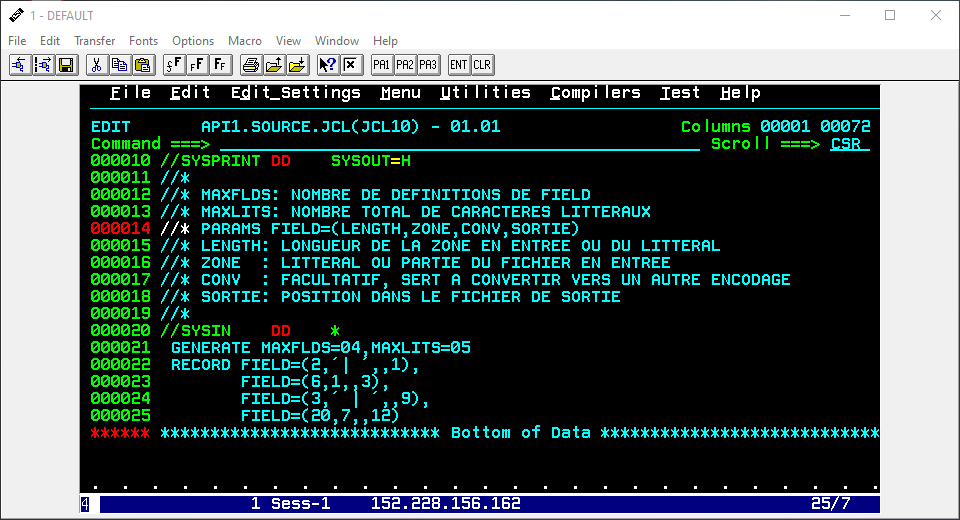 1 - DEFAULT
File Edit Transfer Fonts Options Macro View Window Help
PA1 PA2 PA3 ENT CLR
File Edit Edit_Settings Menu Utilities Compilers Test Help
EDIT API1.SOURCE.JCL(JCL10) - 01.01 Columns 00001 00072
Command ===> Scroll ===> CSR
000010 //SYSPRINT DD SYSOUT=H
000011 //*
000012 //* MAXFLDS: NOMBRE DE DEFINITIONS DE FIELD
000013 //* MAXLITS: NOMBRE TOTAL DE CARACTERES LITTERAUX
000014 //* PARAMS FIELD=(LENGTH,ZONE,CONV,SORTIE)
000015 //* LENGTH: LONGUEUR DE LA ZONE EN ENTREE OU DU LITTERAL
000016 //* ZONE  : LITTERAL OU PARTIE DU FICHIER EN ENTREE
000017 //* CONV  : FACULTATIF, SERT A CONVERTIR VERS UN AUTRE ENCODAGE
000018 //* SORTIE: POSITION DANS LE FICHIER DE SORTIE
000019 //*
000020 //SYSIN    DD    *
000021  GENERATE MAXFLDS=04,MAXLITS=05
000022  RECORD FIELD=(2,´| ´,,1),
000023         FIELD=(6,1,,3),
000024         FIELD=(3,´ | ´,,9),
000025         FIELD=(20,7,,12)
****** **************************** Bottom of Data ****************************
4 1 Sess-1 152.228.156.162 25/7